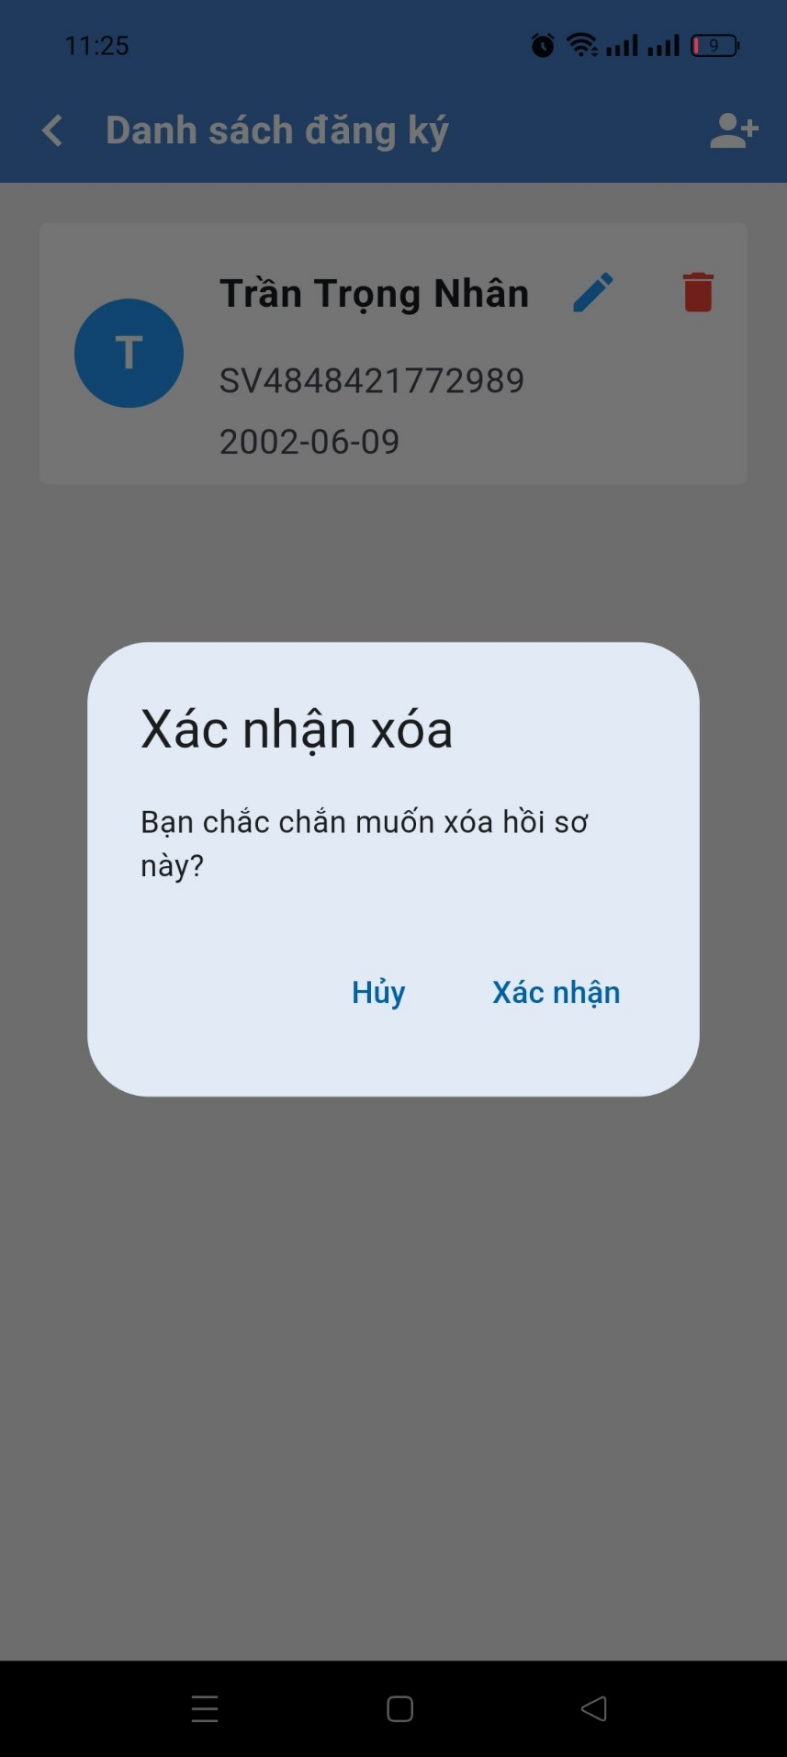 11:25
9
Danh sách đăng ký
Trần Trọng Nhân
T
SV4848421772989
2002-06-09
Xác nhận xóa
Bạn chắc chắn muốn xóa hồi sơ
này?
Hủy
Xác nhận